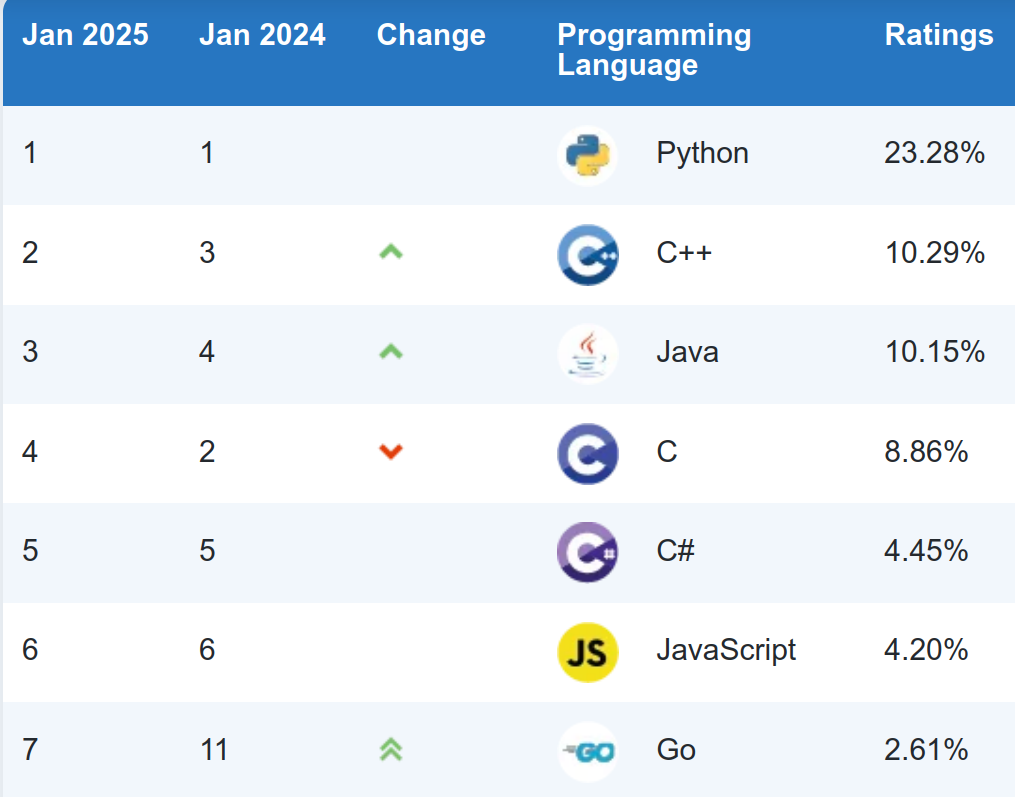 Jan 2025 Jan 2024 Change Programming Language Ratings
1 1 Python 23.28%
2 3 C++ C++ 10.29%
3 4 Java 10.15%
4 2 C C 8.86%
5 5 C# C# 4.45%
6 6 JS JavaScript 4.20%
7 11 GO Go 2.61%